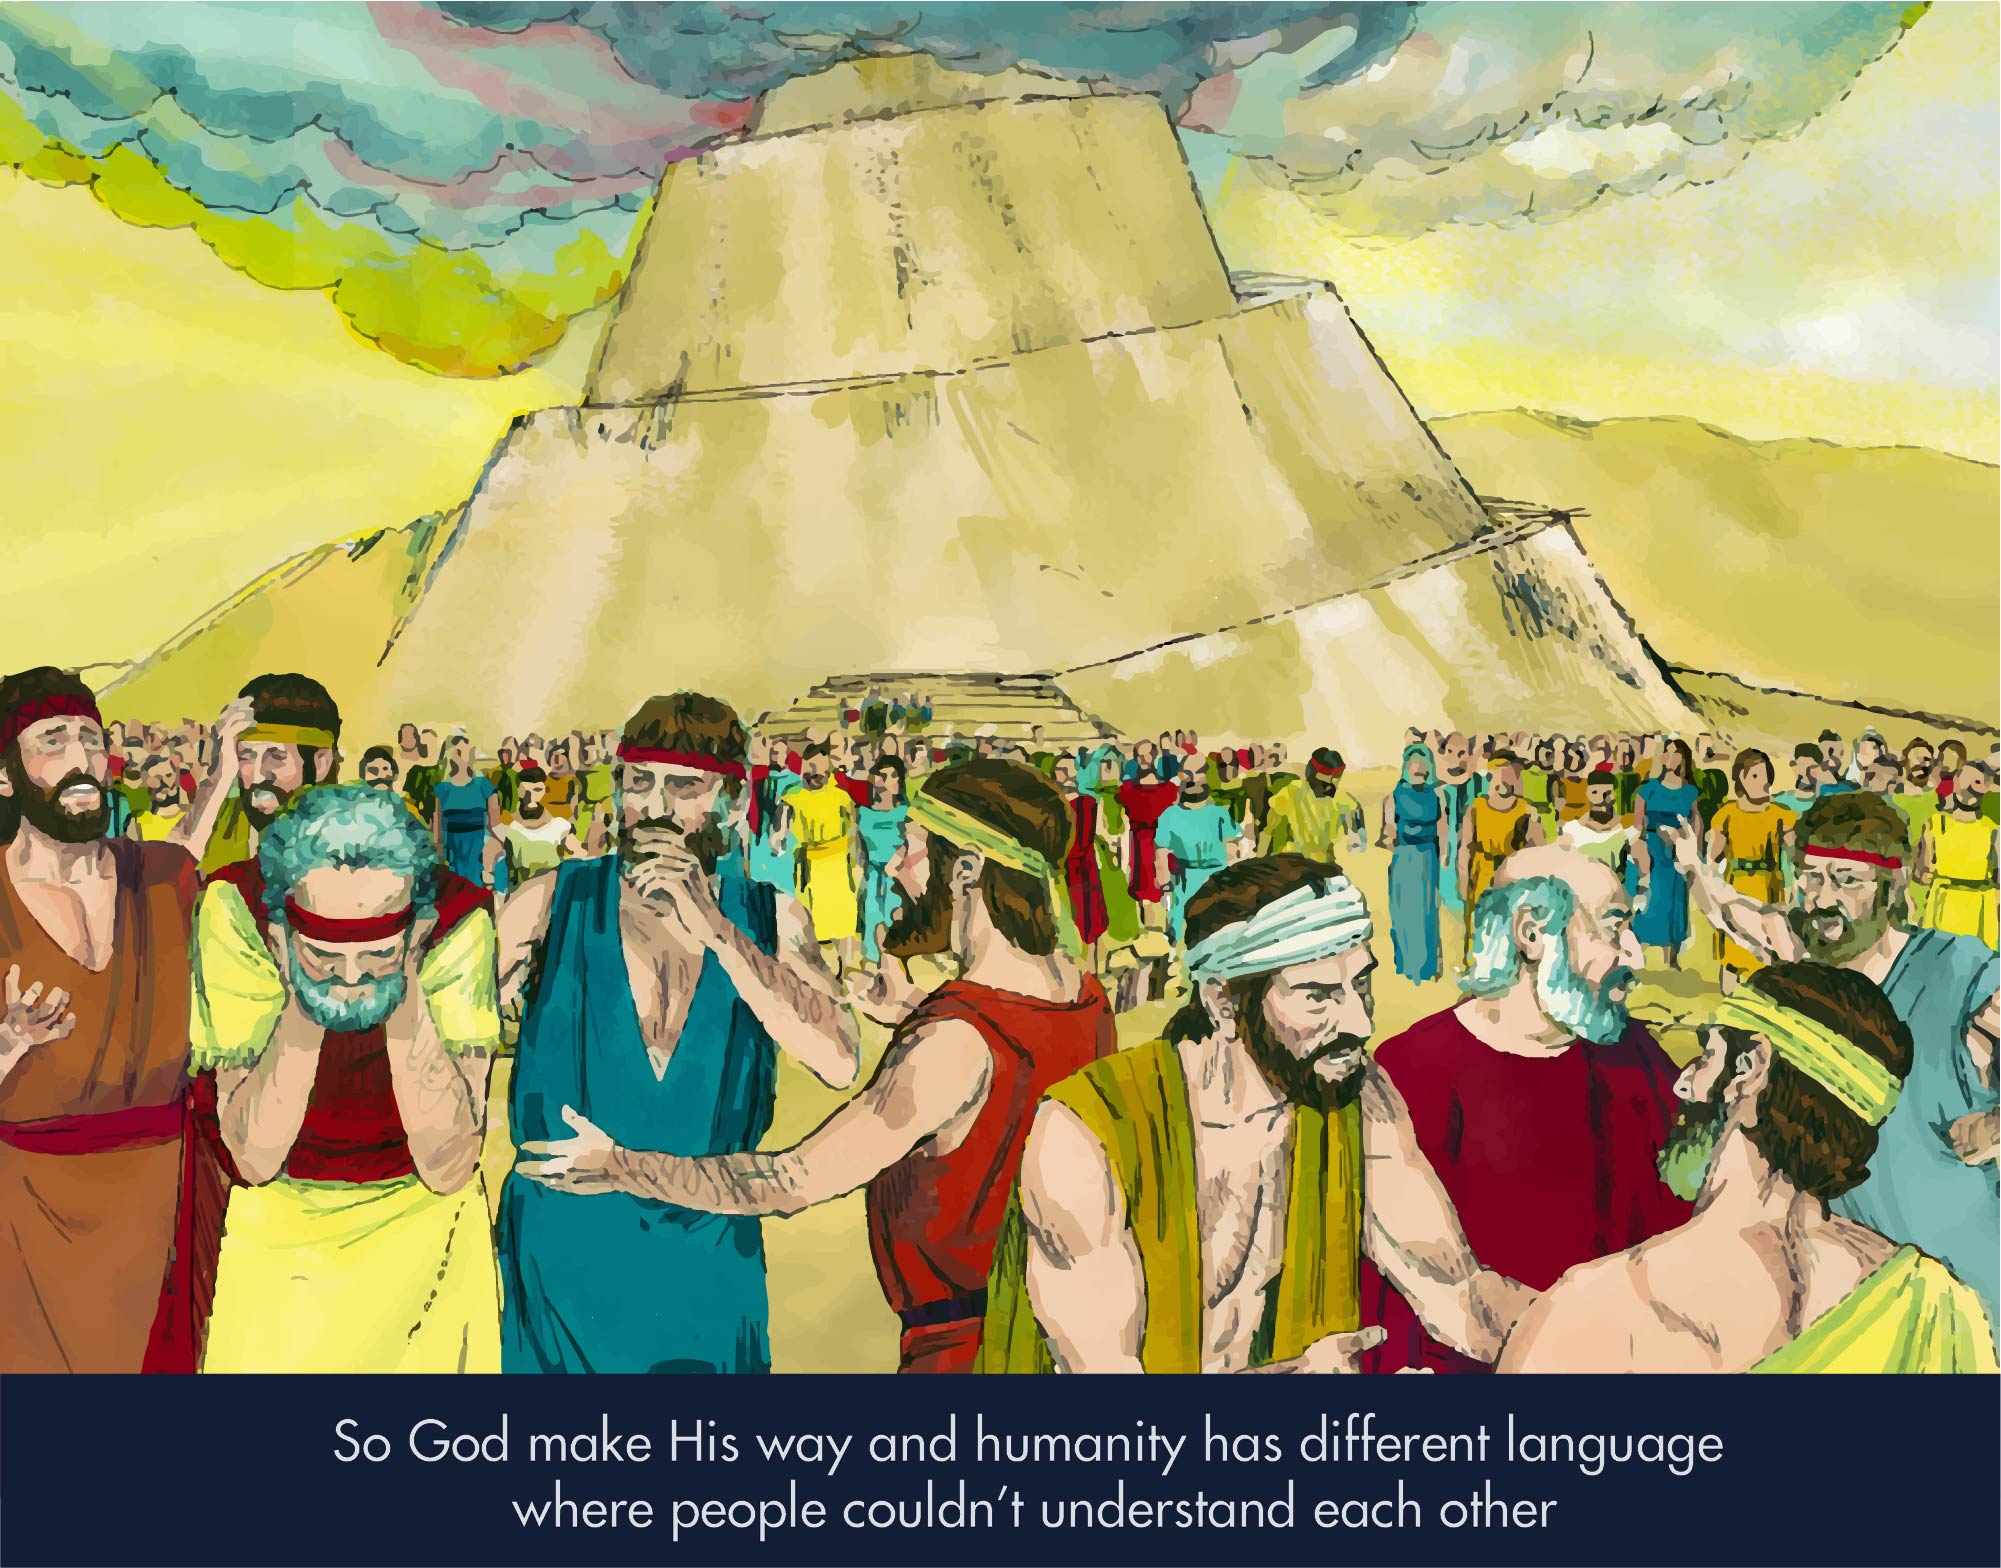 So God make His way and humanity has different language
where people couldn't understand each other